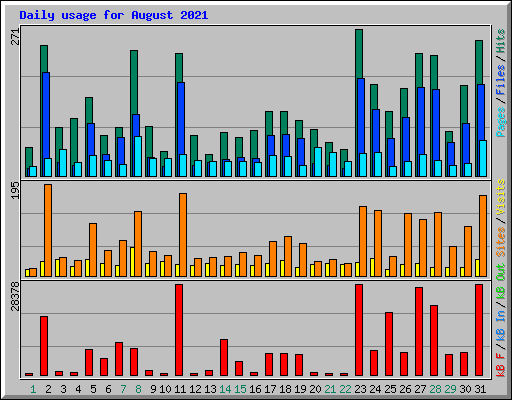 Daily usage for August 2021
271
Pages / Files / Hits
195
Sites / Visits
28378
kB F / kB In / kB Out
1 2 3 4 5 6 7 8 9 10 11 12 13 14 15 16 17 18 19 20 21 22 23 24 25 26 27 28 29 30 31